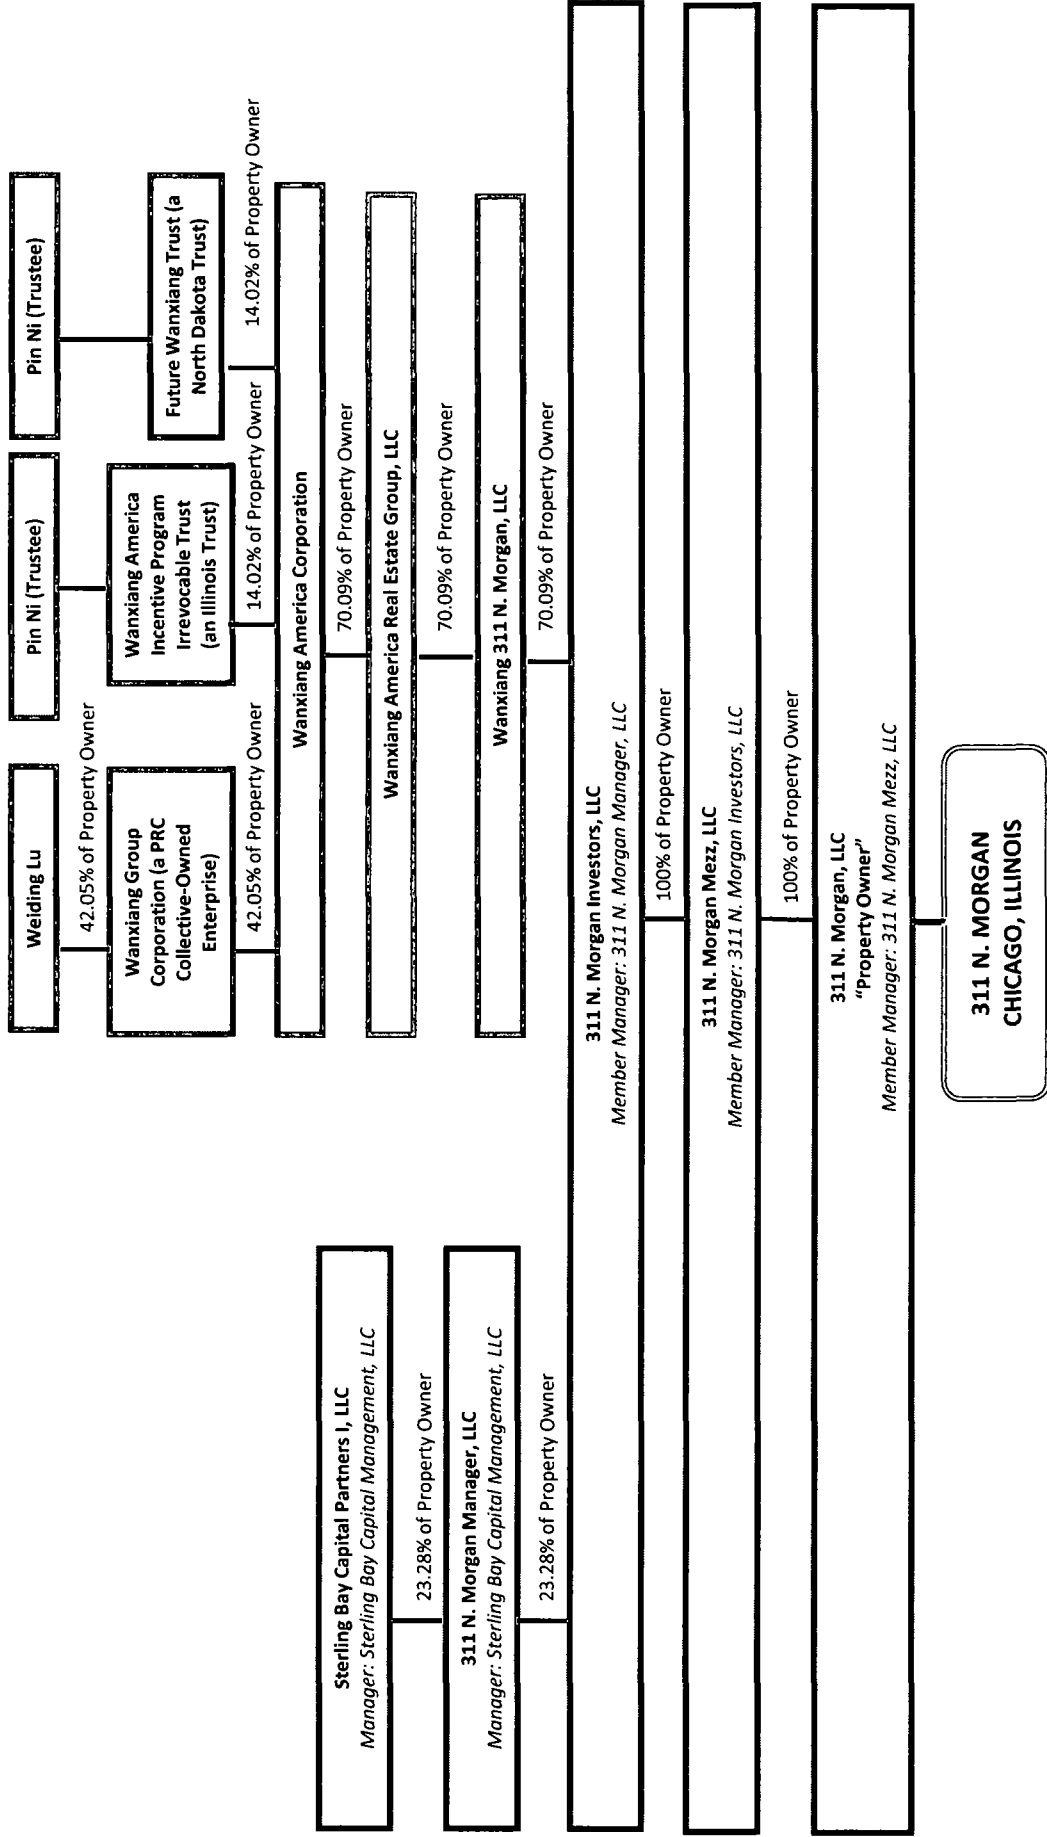 Weiding Lu
Pin Ni (Trustee)
Pin Ni (Trustee)
42.05% of Property Owner
Wanxiang Group
Corporation (a PRC
Collective-Owned
Enterprise)
Wanxiang America
Incentive Program
Irrevocable Trust
(an Illinois Trust)
Future Wanxiang Trust (a
North Dakota Trust)
42.05% of Property Owner
14.02% of Property Owner
14.02% of Property Owner
Wanxiang America Corporation
70.09% of Property Owner
Wanxiang America Real Estate Group, LLC
70.09% of Property Owner
Wanxiang 311 N. Morgan, LLC
70.09% of Property Owner
Sterling Bay Capital Partners I, LLC
Manager: Sterling Bay Capital Management, LLC
23.28% of Property Owner
311 N. Morgan Manager, LLC
Manager: Sterling Bay Capital Management, LLC
23.28% of Property Owner
311 N. Morgan Investors, LLC
Member Manager: 311 N. Morgan Manager, LLC
100% of Property Owner
311 N. Morgan Mezz, LLC
Member Manager: 311 N. Morgan Investors, LLC
100% of Property Owner
311 N. Morgan, LLC
"Property Owner"
Member Manager: 311 N. Morgan Mezz, LLC
311 N. MORGAN
CHICAGO, ILLINOIS